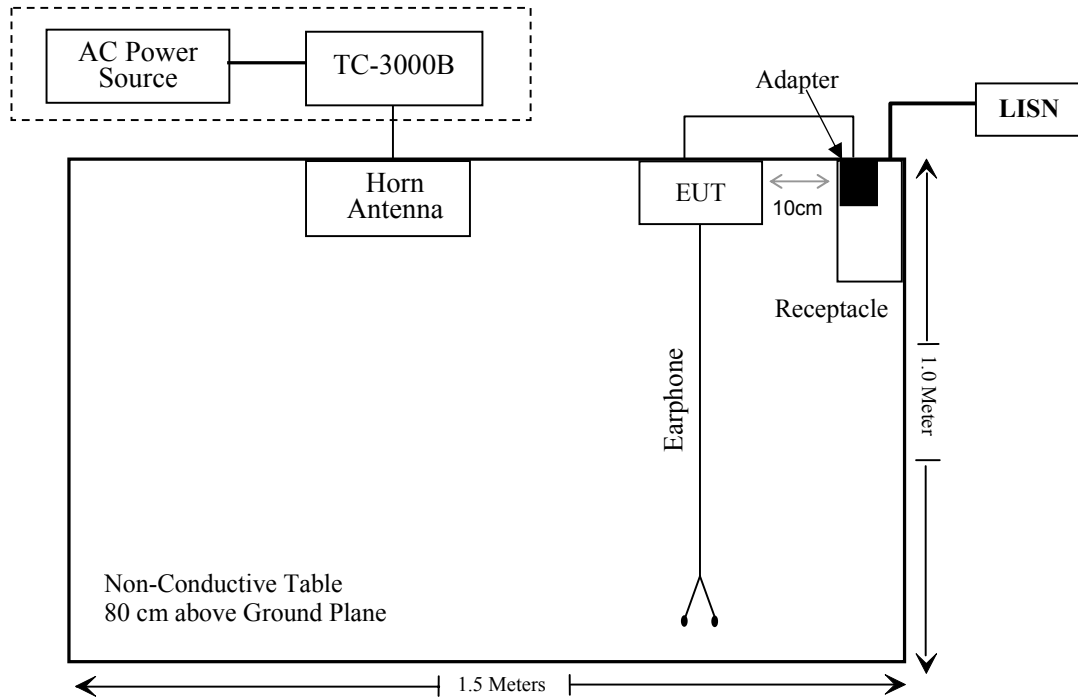 AC Power
Source
TC-3000B
Adapter
LISN
Horn
Antenna
EUT
10cm
Receptacle
Earphone
1.0 Meter
Non-Conductive Table
80 cm above Ground Plane
1.5 Meters